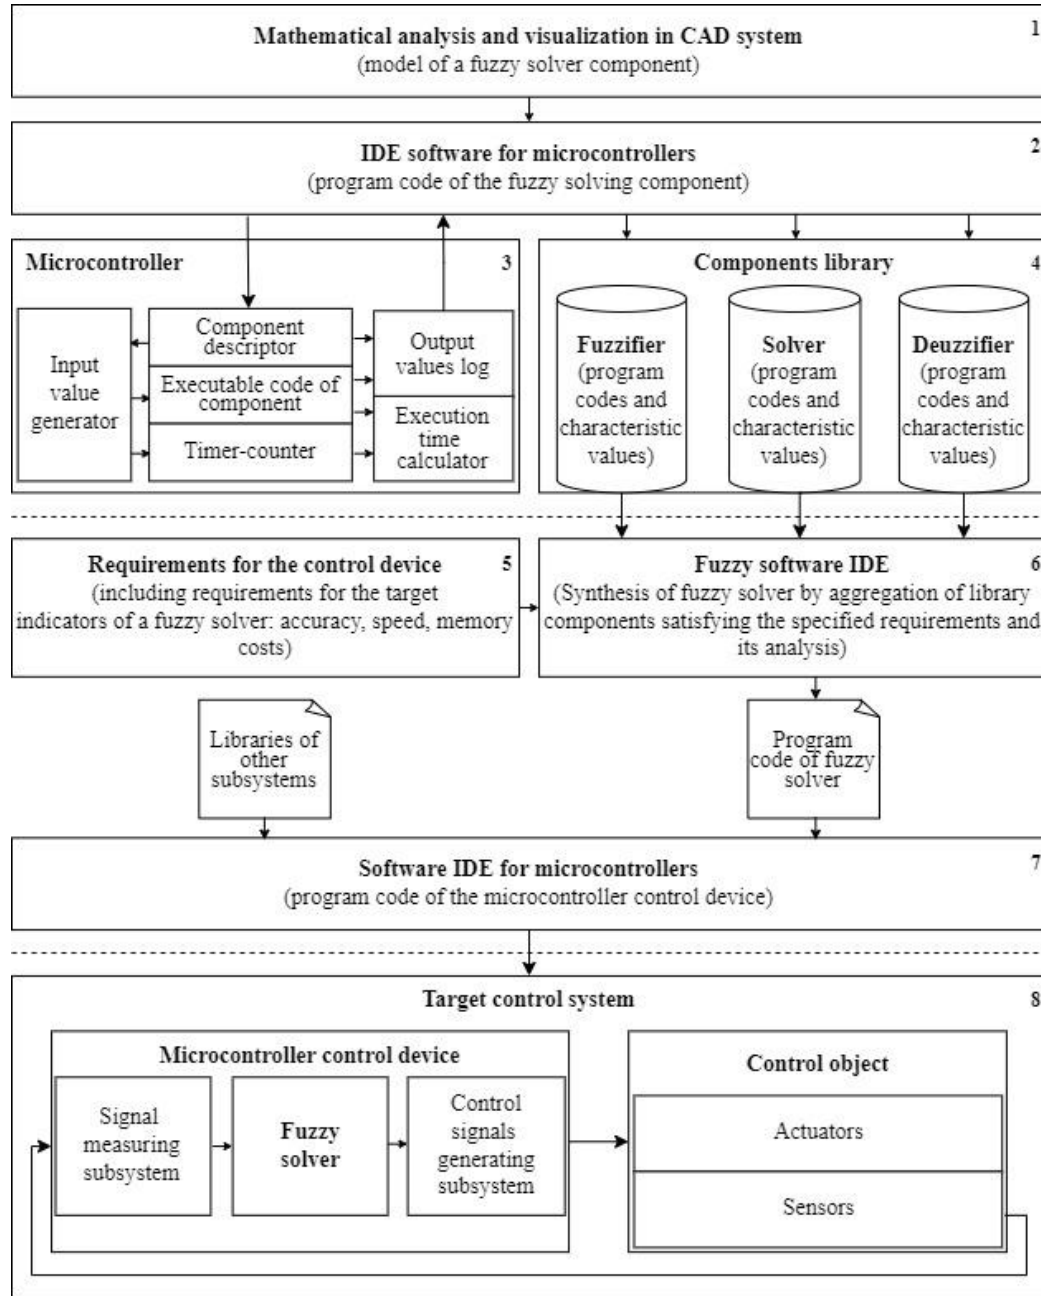 Mathematical analysis and visualization in CAD system
1
(model of a fuzzy solver component)
IDE software for microcontrollers
2
(program code of the fuzzy solving component)
Microcontroller
3
Input
value
generator
Component
descriptor
Executable code of
component
Timer-counter
Output
values log
Execution
time
calculator
Components library
4
Fuzzifier
(program
codes and
characteristic
values)
Solver
(program
codes and
characteristic
values)
Deuzzifier
(program
codes and
characteristic
values)
Requirements for the control device
5
(including requirements for the target
indicators of a fuzzy solver: accuracy, speed, memory
costs)
Fuzzy software IDE
6
(Synthesis of fuzzy solver by aggregation of library
components satisfying the specified requirements and
its analysis)
Libraries of
other
subsystems
Program
code of fuzzy
solver
Software IDE for microcontrollers
7
(program code of the microcontroller control device)
Target control system
8
Microcontroller control device
Signal
measuring
subsystem
Fuzzy
solver
Control
signals
generating
subsystem
Control object
Actuators
Sensors